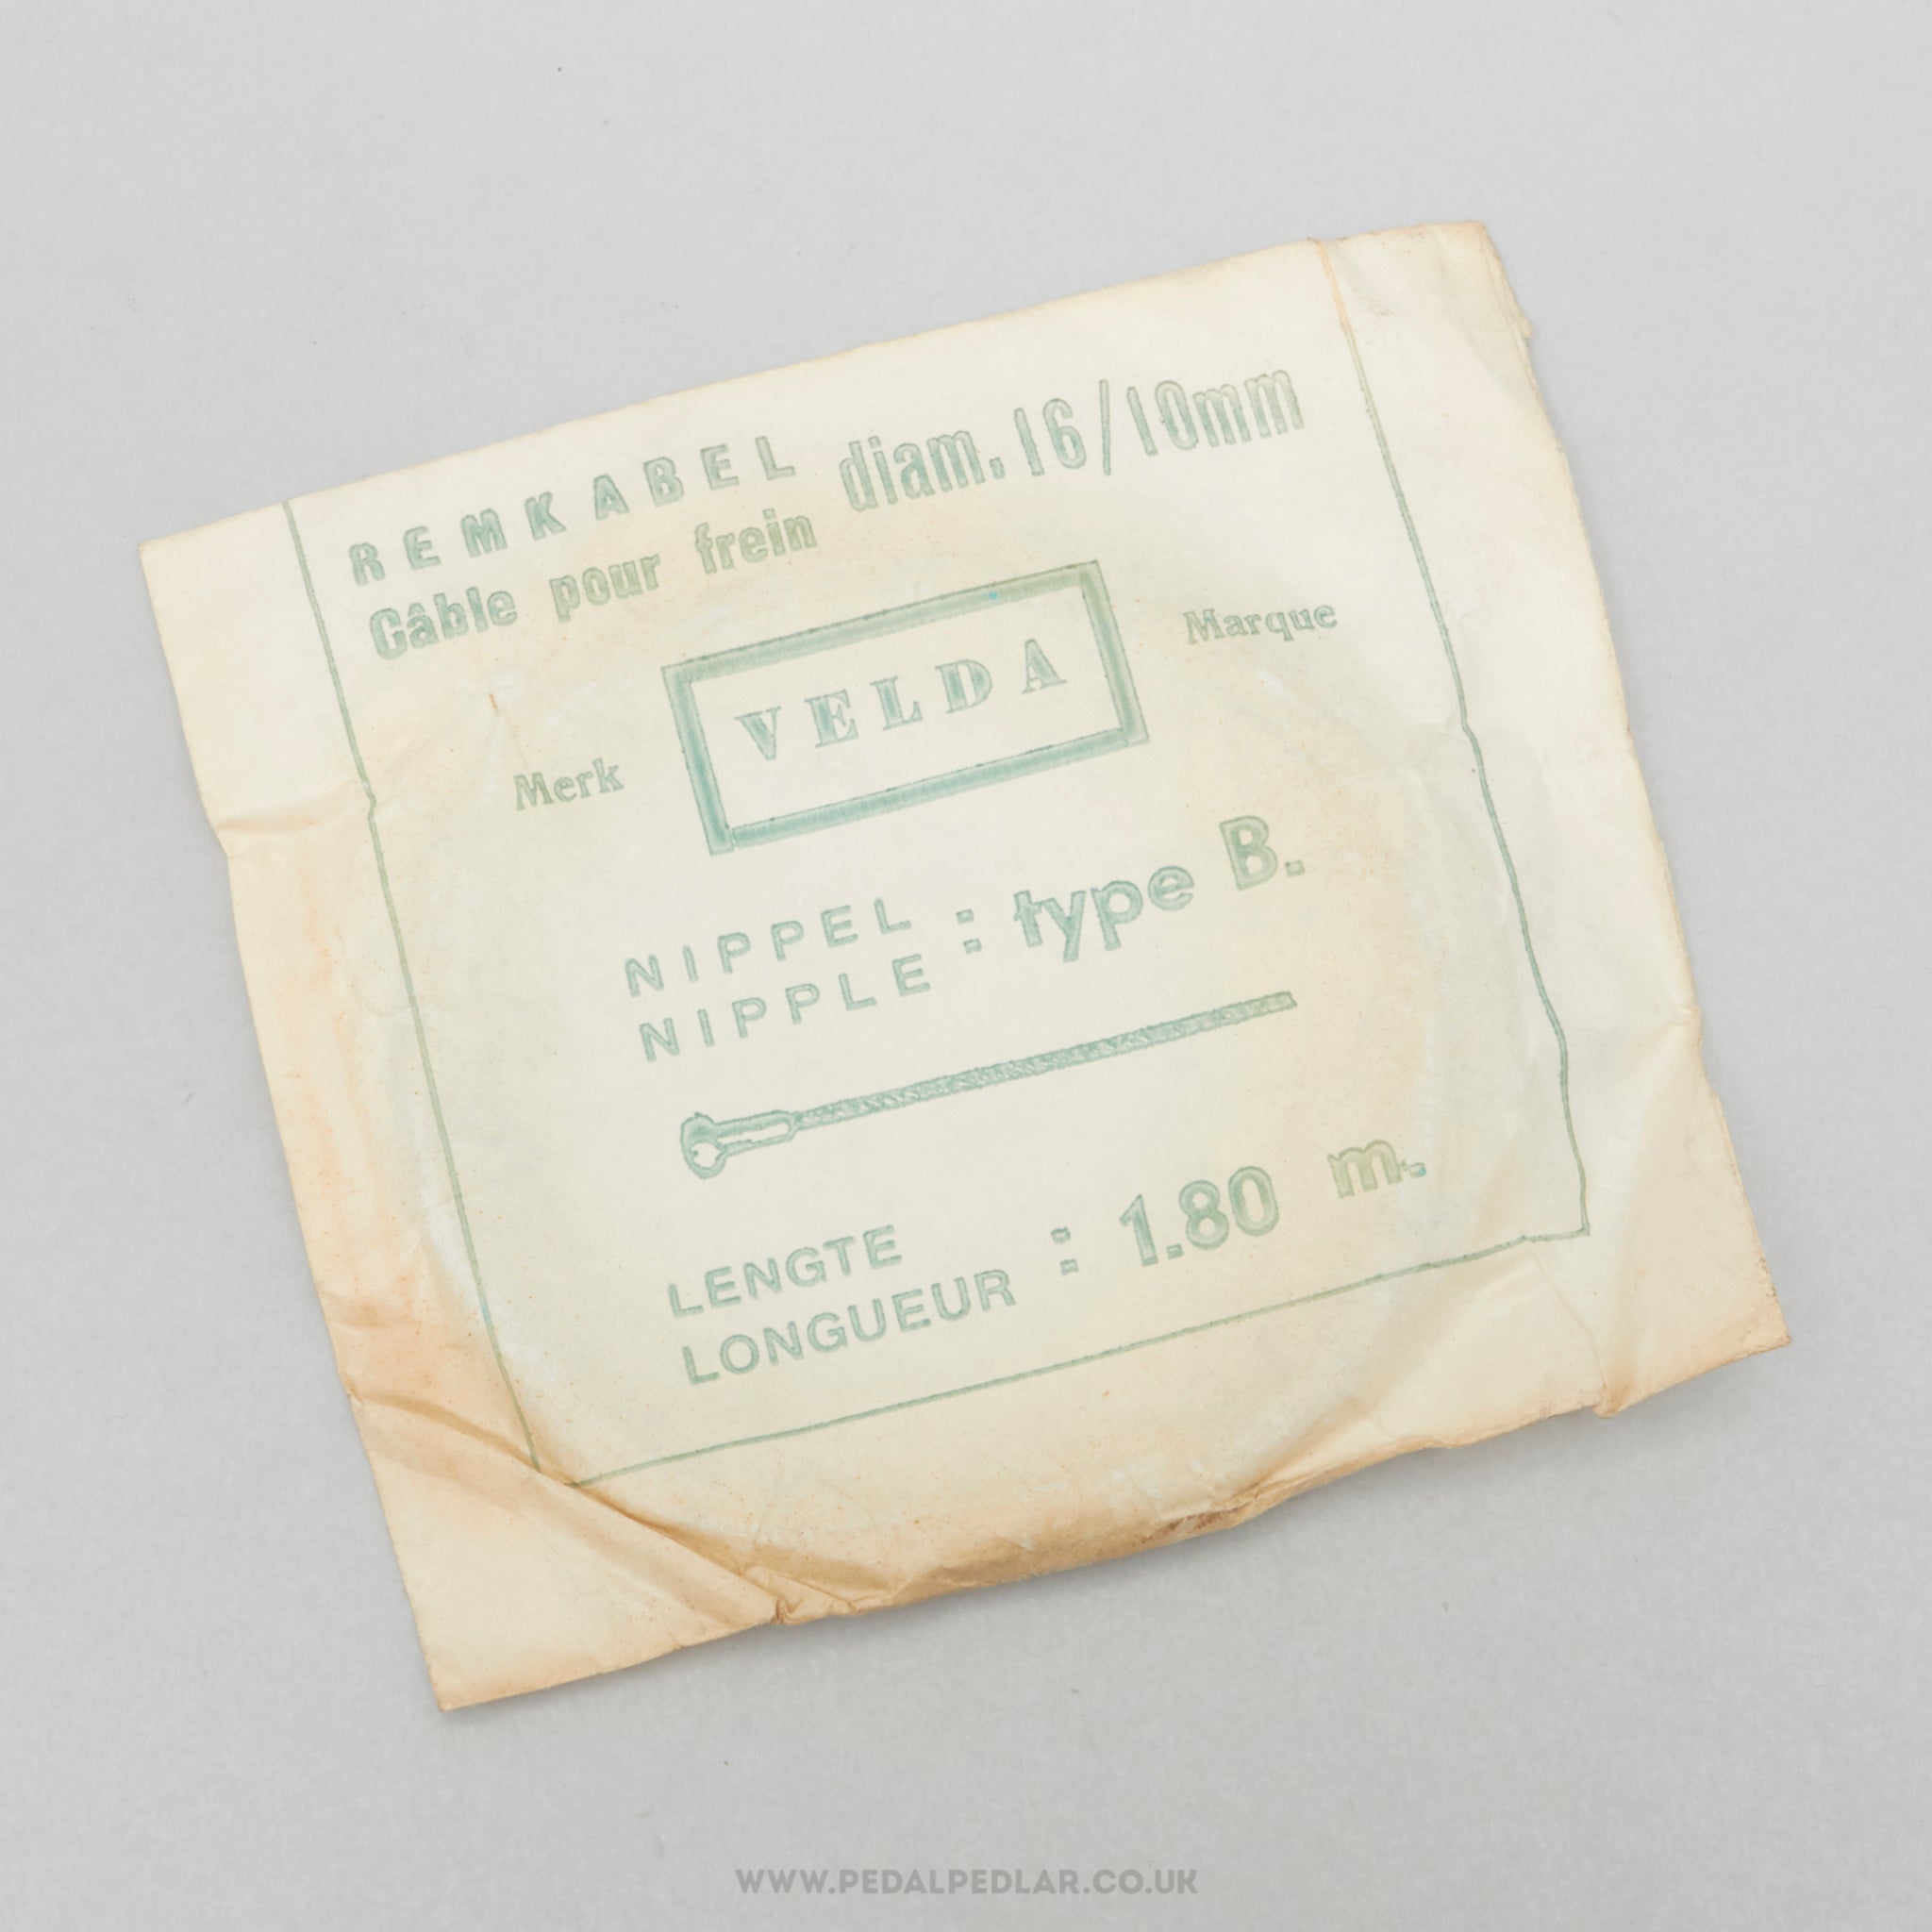 REMKABEL diam. 16/10mm
Câble pour frein
Marque
VELDA
Merk
NIPPEL : type B.
NIPPLE
LENGTE : 1.80 m.
LONGUEUR
WWW.PEDALPEDLAR.CO.UK